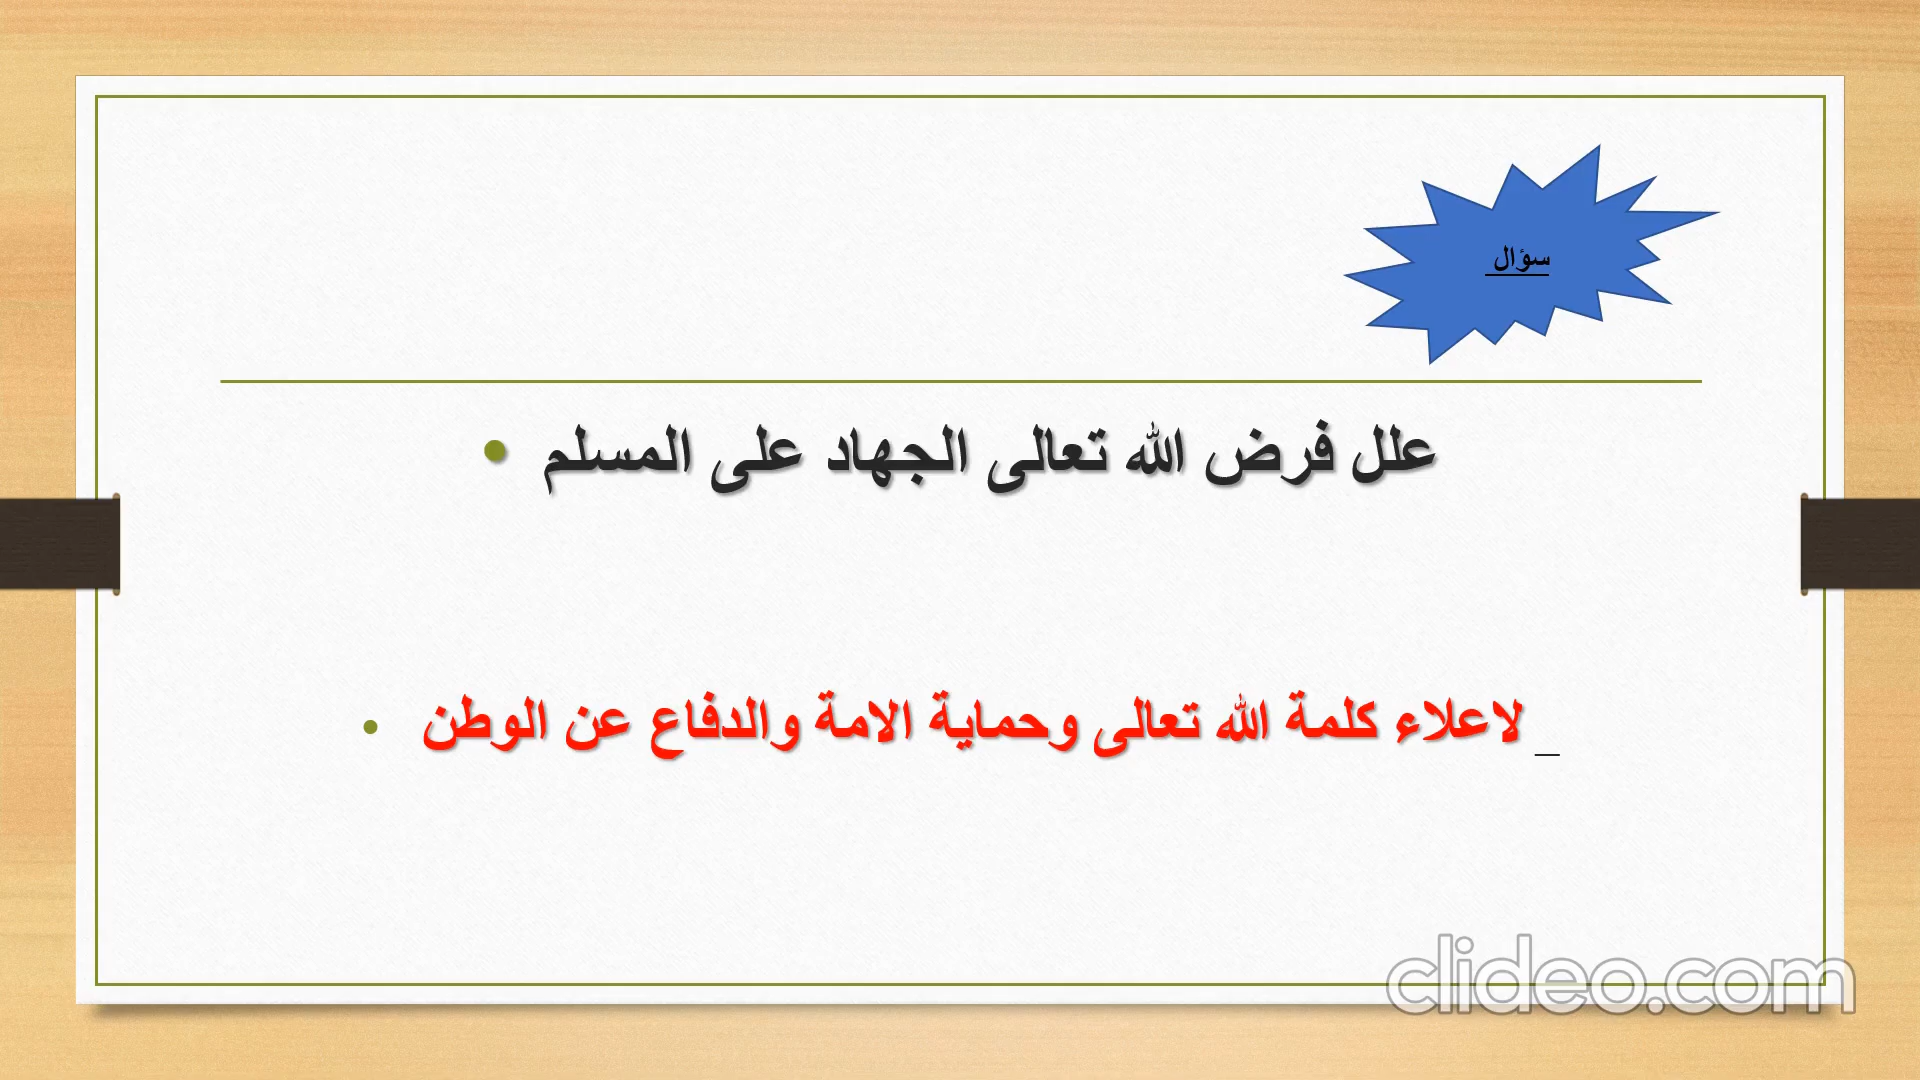 سؤال
علل فرض الله تعالى الجهاد على المسلم •
_ لاعلاء كلمة الله تعالى وحماية الامة والدفاع عن الوطن •
clideo.com